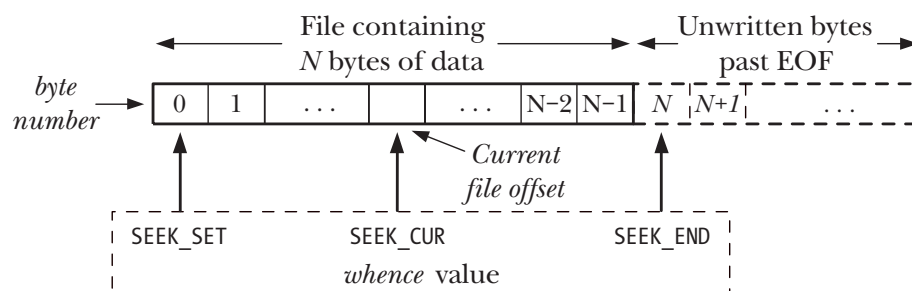 File containing
N bytes of data
Unwritten bytes
past EOF
byte
number
0 1 ... ... N−2 N−1 N N+1 ...
Current
file offset
SEEK_SET SEEK_CUR SEEK_END
whence value